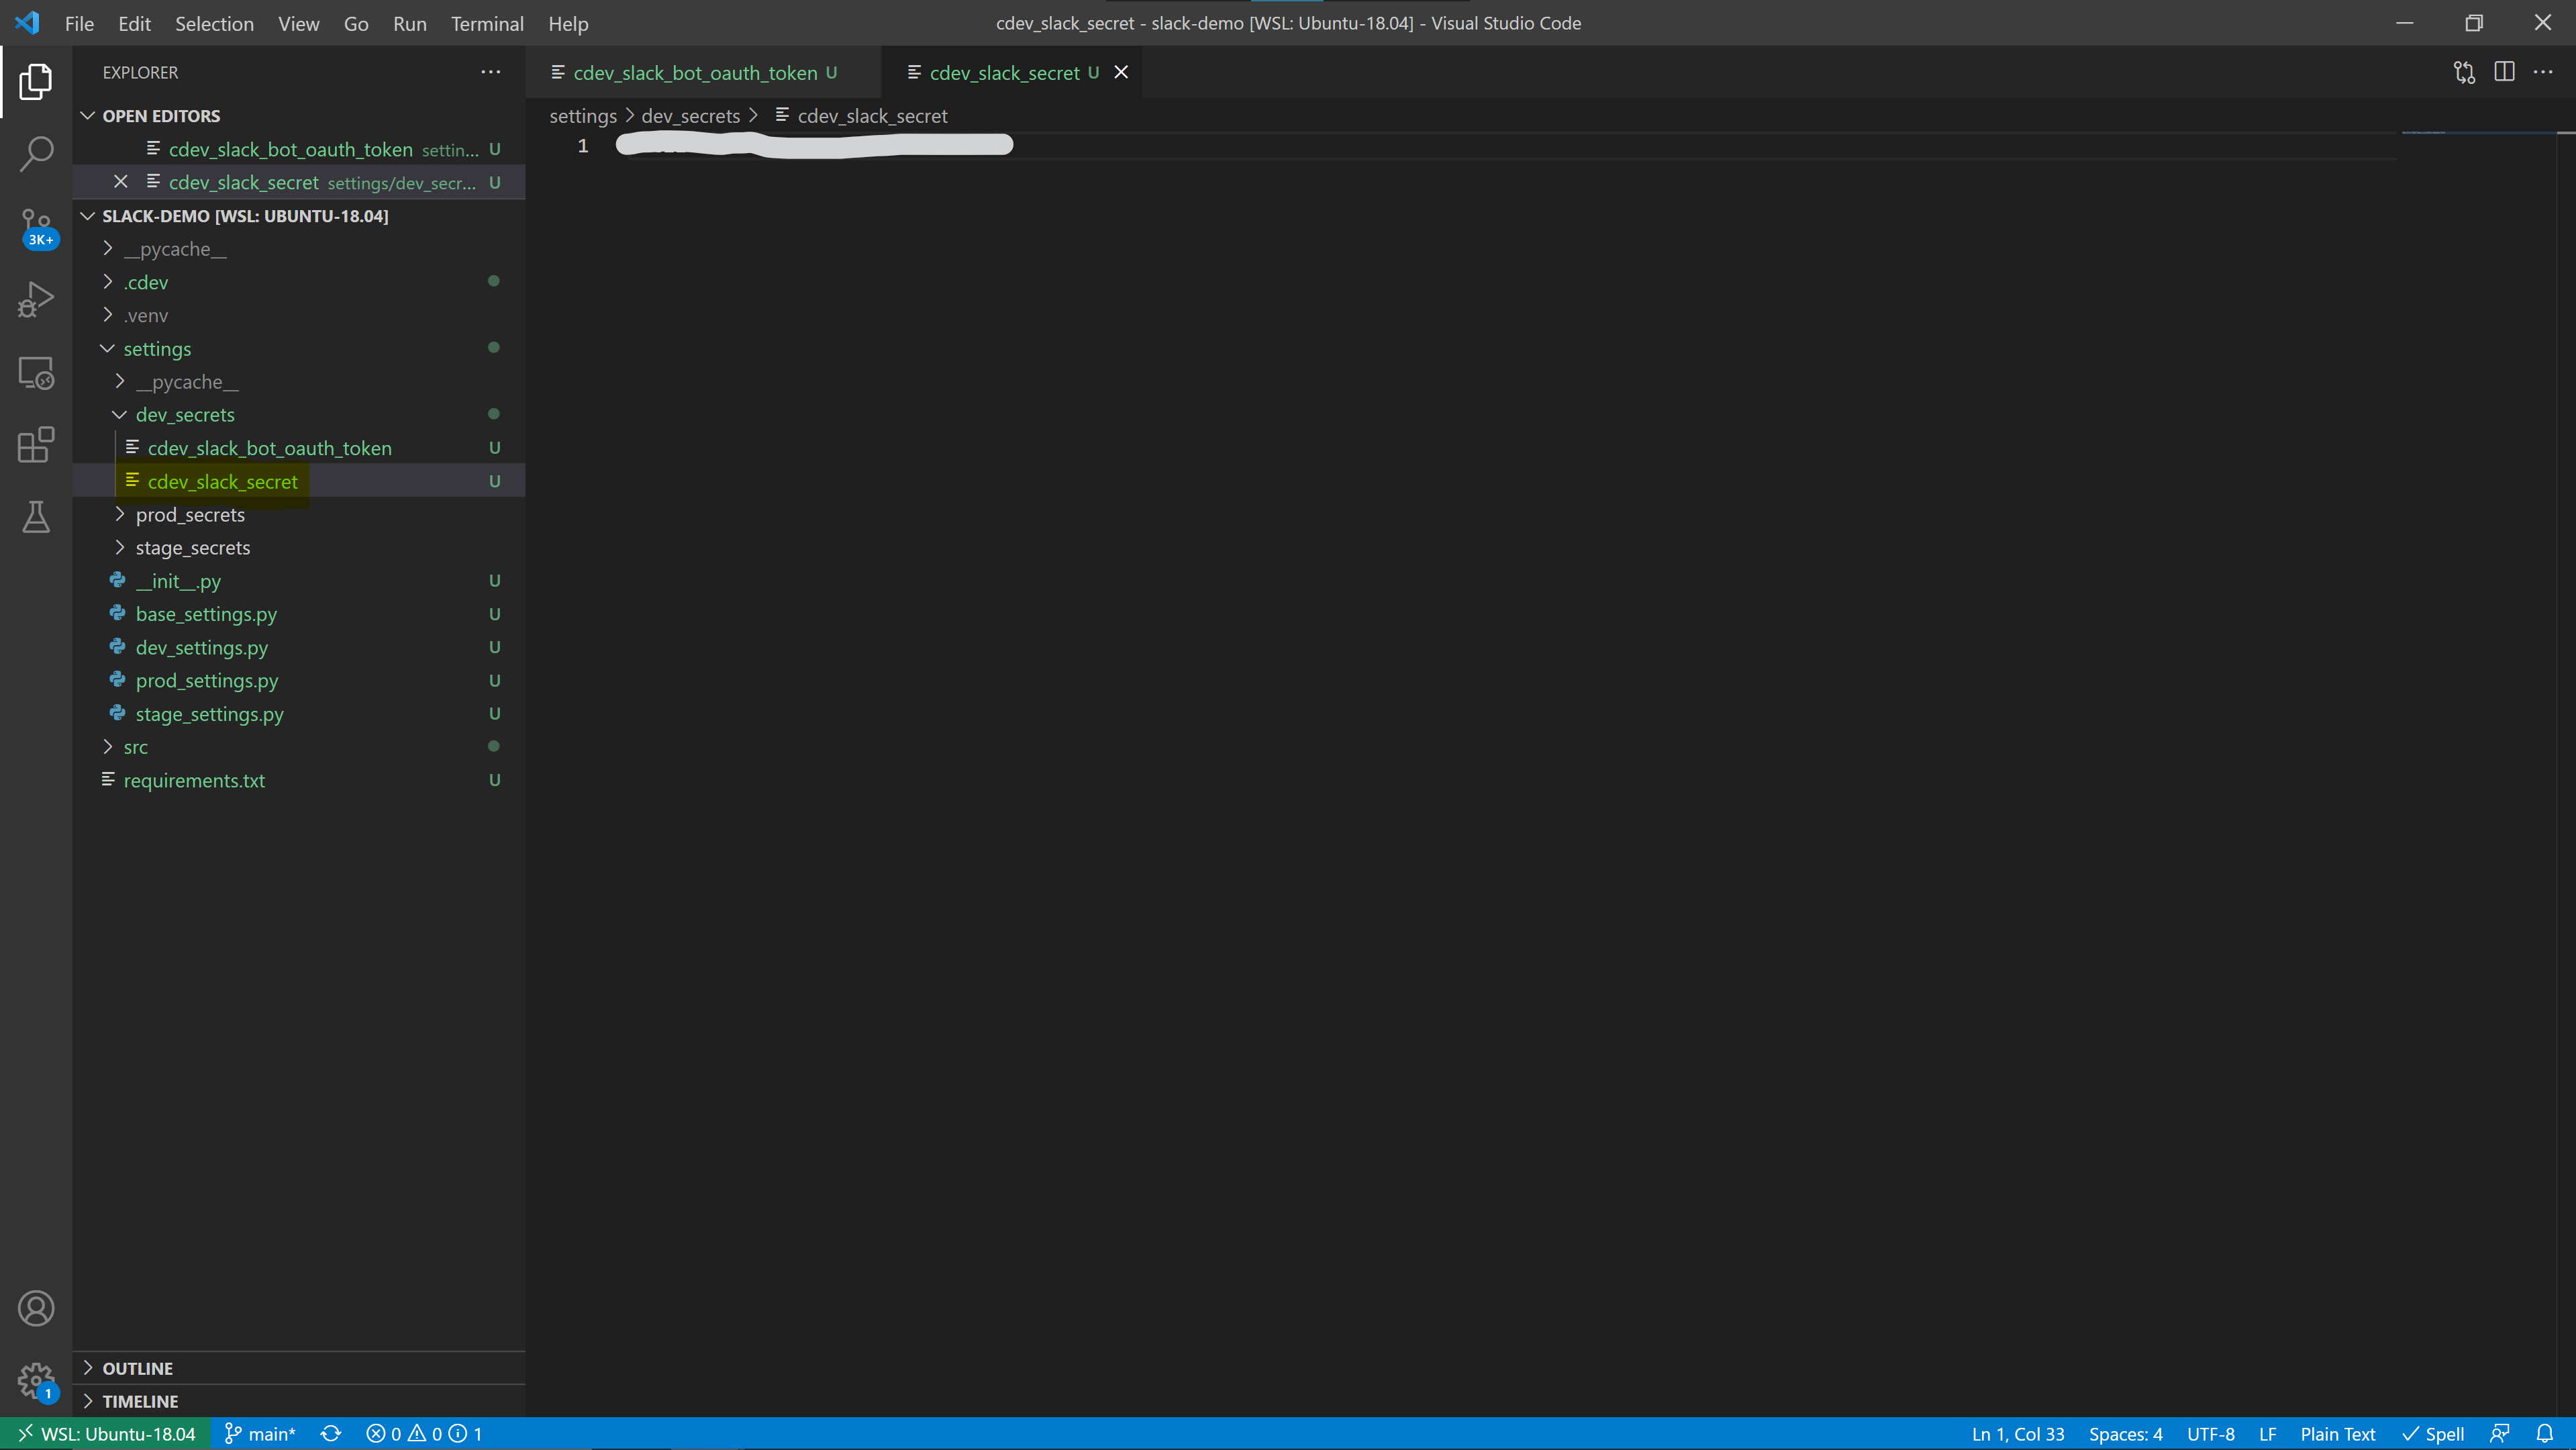 File Edit Selection View Go Run Terminal Help
cdev_slack_secret - slack-demo [WSL: Ubuntu-18.04] - Visual Studio Code
EXPLORER
OPEN EDITORS
cdev_slack_bot_oauth_token settin... U
cdev_slack_secret settings/dev_secr... U
SLACK-DEMO [WSL: UBUNTU-18.04]
__pycache__
.cdev
.venv
settings
__pycache__
dev_secrets
cdev_slack_bot_oauth_token U
cdev_slack_secret U
prod_secrets
stage_secrets
__init__.py U
base_settings.py U
dev_settings.py U
prod_settings.py U
stage_settings.py U
src
requirements.txt U
OUTLINE
TIMELINE
3K+
1
cdev_slack_bot_oauth_token U
cdev_slack_secret U
settings > dev_secrets > cdev_slack_secret
1
WSL: Ubuntu-18.04 main* 0 0 1
Ln 1, Col 33 Spaces: 4 UTF-8 LF Plain Text Spell